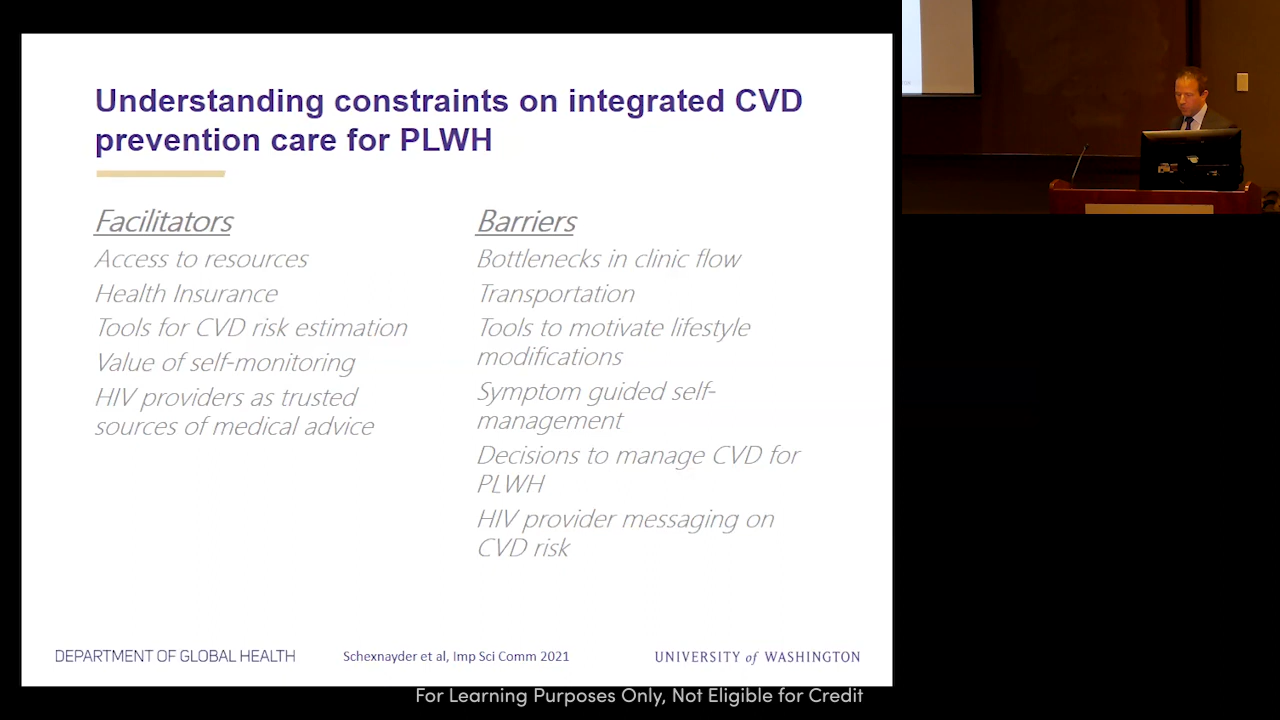 Understanding constraints on integrated CVD
prevention care for PLWH
Facilitators
Access to resources
Health Insurance
Tools for CVD risk estimation
Value of self-monitoring
HIV providers as trusted
sources of medical advice
Barriers
Bottlenecks in clinic flow
Transportation
Tools to motivate lifestyle
modifications
Symptom guided self-
management
Decisions to manage CVD for
PLWH
HIV provider messaging on
CVD risk
DEPARTMENT OF GLOBAL HEALTH
Schexnayder et al, Imp Sci Comm 2021
UNIVERSITY of WASHINGTON
For Learning Purposes Only, Not Eligible for Credit